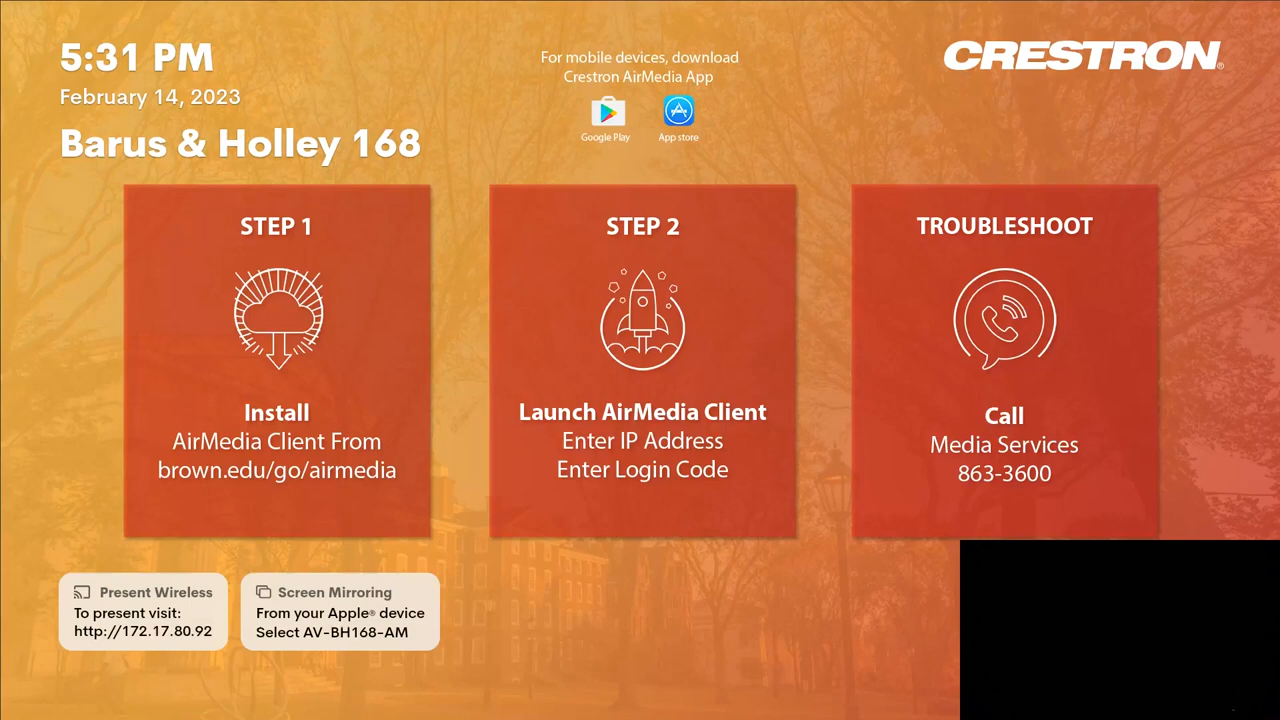 5:31 PM
February 14, 2023
Barus & Holley 168
For mobile devices, download
Crestron AirMedia App
Google Play
App store
CRESTRON®
STEP 1
Install
AirMedia Client From
brown.edu/go/airmedia
STEP 2
Launch AirMedia Client
Enter IP Address
Enter Login Code
TROUBLESHOOT
Call
Media Services
863-3600
Present Wireless
To present visit:
http://172.17.80.92
Screen Mirroring
From your Apple® device
Select AV-BH168-AM